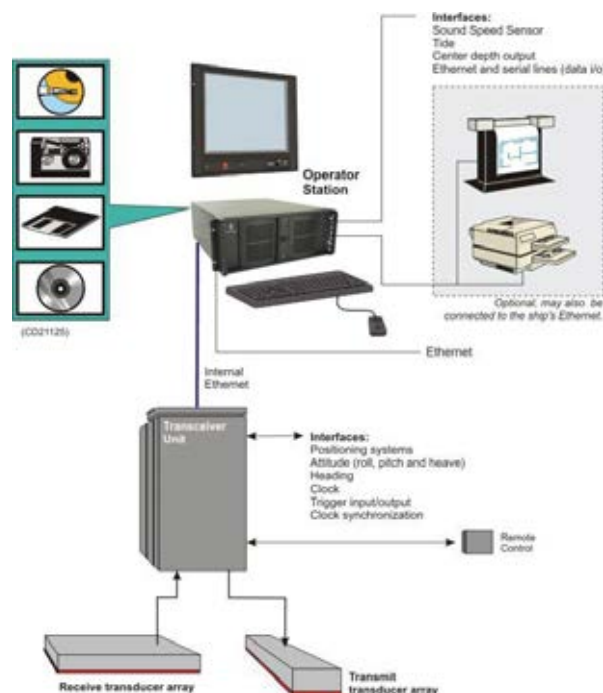 Interfaces:
Sound Speed Sensor
Tide
Center depth output
Ethernet and serial lines (data i/o)
Operator
Station
Optional, may also be
connected to the ship's Ethernet.
(CD21125)
Ethernet
Internal
Ethernet
Transceiver
Unit
Interfaces:
Positioning systems
Attitude (roll, pitch and heave)
Heading
Clock
Trigger input/output
Clock synchronization
Remote
Control
Receive transducer array
Transmit
transducer array